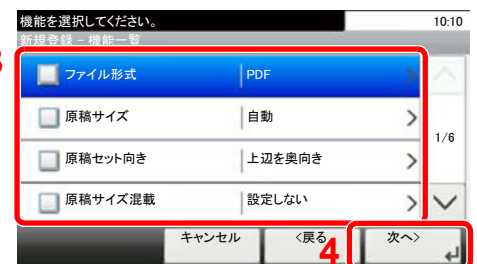 機能を選択してください。 10:10
新規登録 - 機能一覧
ファイル形式 PDF
原稿サイズ 自動
1/6
原稿セット向き 上辺を奥向き
原稿サイズ混載 設定しない
キャンセル <戻る 4 次へ>